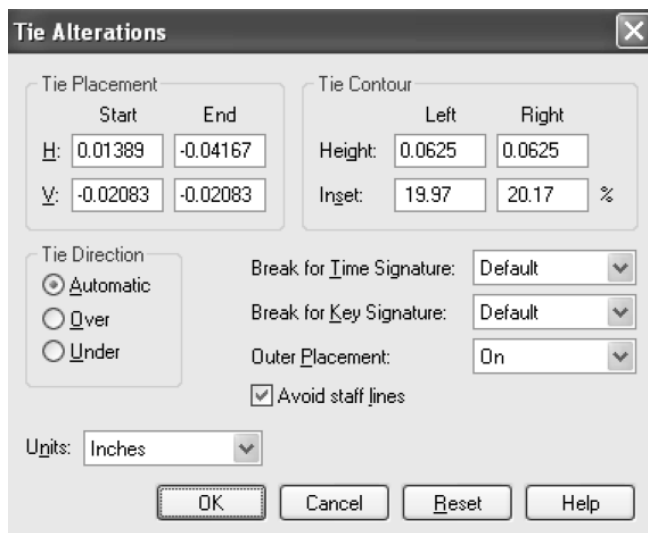 Tie Alterations
Tie Placement
Start End
H: 0.01389 -0.04167
V: -0.02083 -0.02083
Tie Contour
Left Right
Height: 0.0625 0.0625
Inset: 19.97 20.17 %
Tie Direction
Automatic
Over
Under
Break for Time Signature: Default
Break for Key Signature: Default
Outer Placement: On
Avoid staff lines
Units: Inches
OK Cancel Reset Help